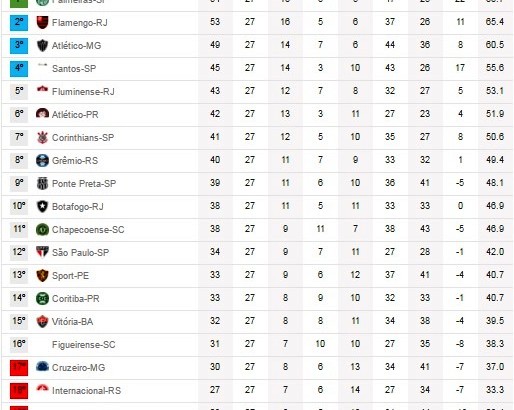 Palmeiras-SP 27
2º Flamengo-RJ 53 27 16 5 6 37 26 11 65.4
3º Atlético-MG 49 27 14 7 6 44 36 8 60.5
4º Santos-SP 45 27 14 3 10 43 26 17 55.6
5º Fluminense-RJ 43 27 12 7 8 32 27 5 53.1
6º Atlético-PR 42 27 13 3 11 27 23 4 51.9
7º Corinthians-SP 41 27 12 5 10 35 27 8 50.6
8º Grêmio-RS 40 27 11 7 9 33 32 1 49.4
9º Ponte Preta-SP 39 27 11 6 10 36 41 -5 48.1
10º Botafogo-RJ 38 27 11 5 11 33 33 0 46.9
11º Chapecoense-SC 38 27 9 11 7 38 43 -5 46.9
12º São Paulo-SP 34 27 9 7 11 27 28 -1 42.0
13º Sport-PE 33 27 9 6 12 37 41 -4 40.7
14º Coritiba-PR 33 27 8 9 10 32 33 -1 40.7
15º Vitória-BA 32 27 8 8 11 34 38 -4 39.5
16º Figueirense-SC 31 27 7 10 10 27 35 -8 38.3
17º Cruzeiro-MG 30 27 8 6 13 34 41 -7 37.0
18º Internacional-RS 27 27 7 6 14 27 34 -7 33.3